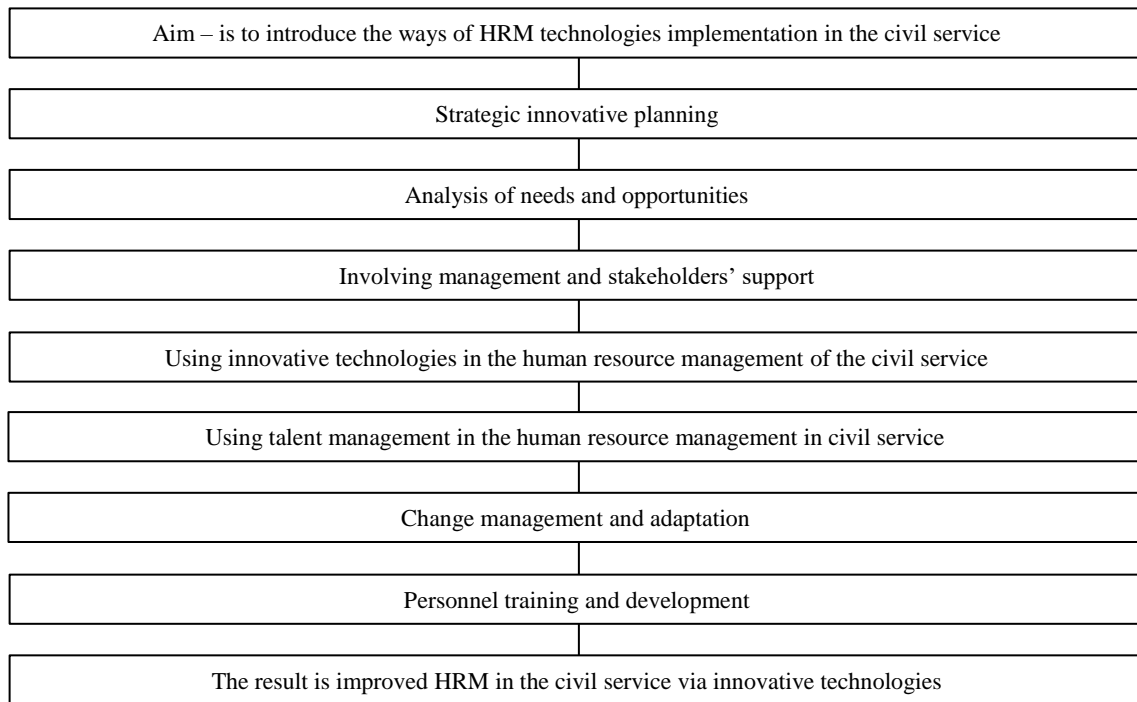 Aim – is to introduce the ways of HRM technologies implementation in the civil service
Strategic innovative planning
Analysis of needs and opportunities
Involving management and stakeholders’ support
Using innovative technologies in the human resource management of the civil service
Using talent management in the human resource management in civil service
Change management and adaptation
Personnel training and development
The result is improved HRM in the civil service via innovative technologies